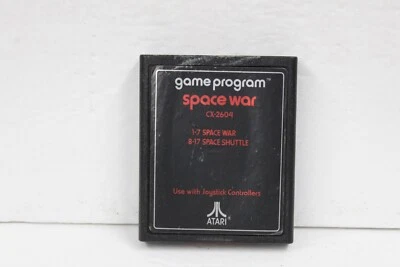 game program™
space war
CX-2604
1-7 SPACE WAR
8-17 SPACE SHUTTLE
Use with Joystick Controllers
ATARI®